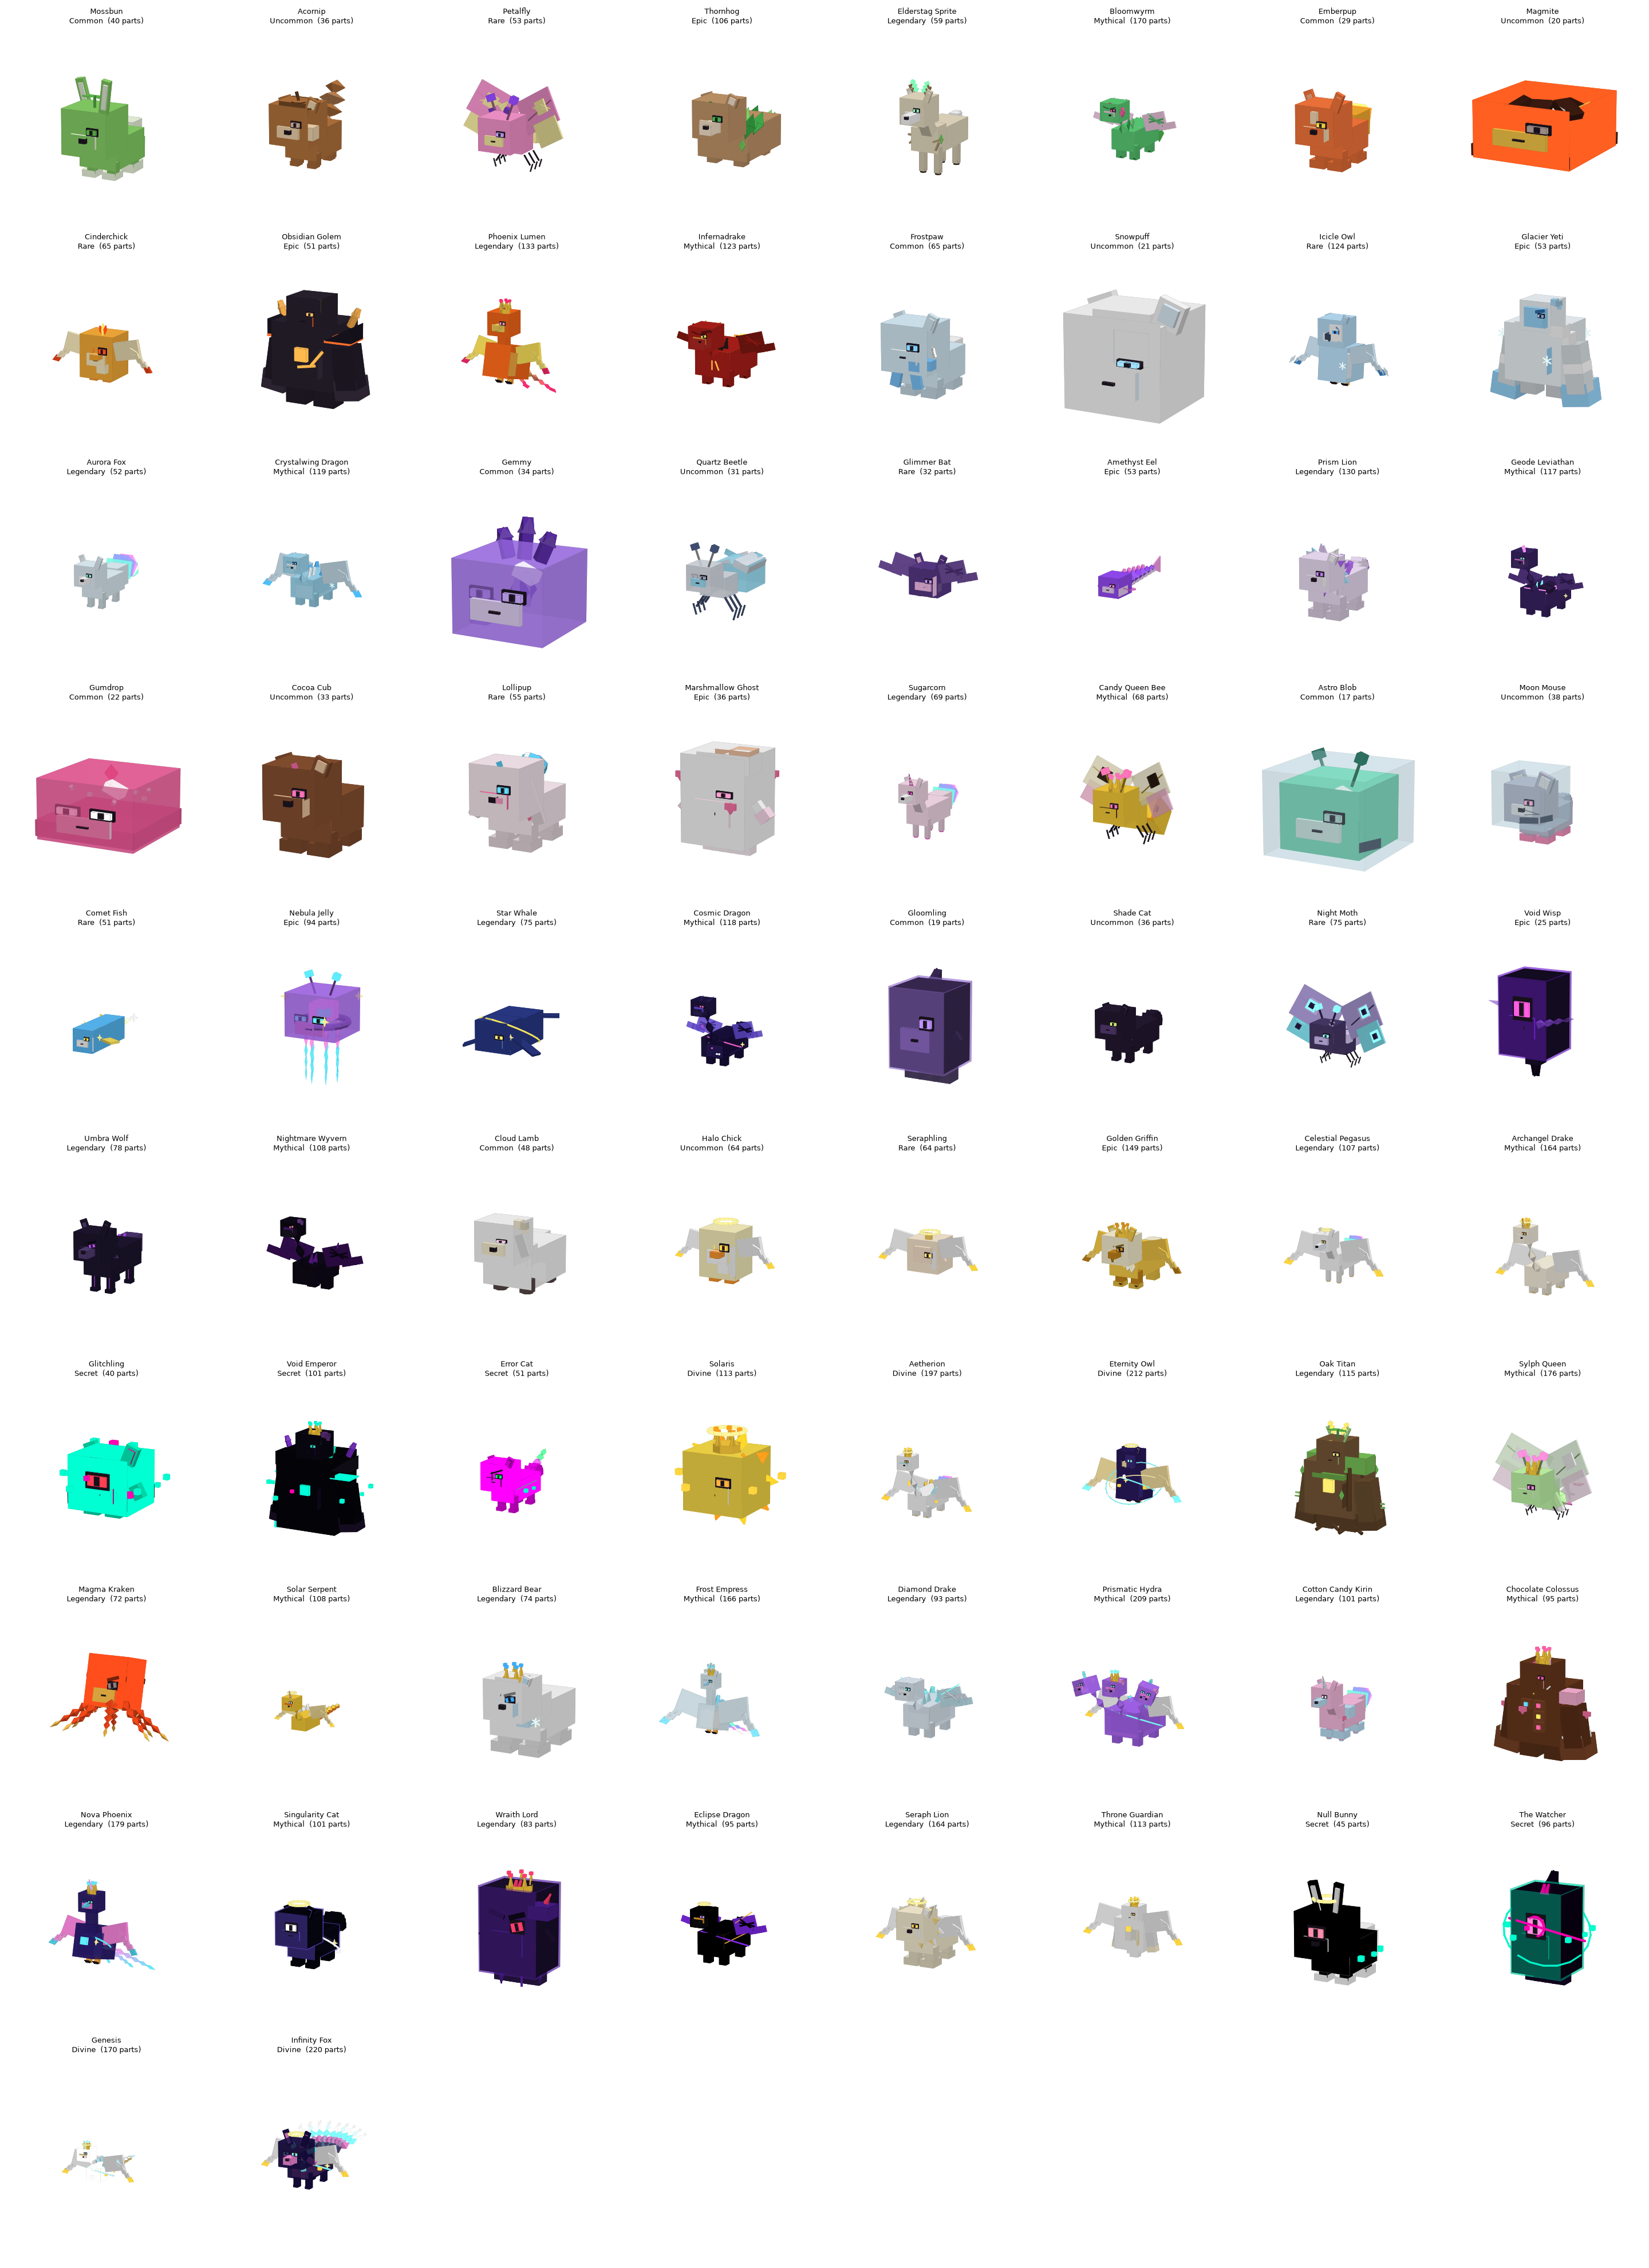 Mossbun
Common (40 parts)
Acornip
Uncommon (36 parts)
Petalfly
Rare (53 parts)
Thornhog
Epic (106 parts)
Elderstag Sprite
Legendary (59 parts)
Bloomwyrm
Mythical (170 parts)
Emberpup
Common (29 parts)
Magmite
Uncommon (20 parts)
Cinderchick
Rare (65 parts)
Obsidian Golem
Epic (51 parts)
Phoenix Lumen
Legendary (133 parts)
Infernadrake
Mythical (123 parts)
Frostpaw
Common (65 parts)
Snowpuff
Uncommon (21 parts)
Icicle Owl
Rare (124 parts)
Glacier Yeti
Epic (53 parts)
Aurora Fox
Legendary (52 parts)
Crystalwing Dragon
Mythical (119 parts)
Gemmy
Common (34 parts)
Quartz Beetle
Uncommon (31 parts)
Glimmer Bat
Rare (32 parts)
Amethyst Eel
Epic (53 parts)
Prism Lion
Legendary (130 parts)
Geode Leviathan
Mythical (117 parts)
Gumdrop
Common (22 parts)
Cocoa Cub
Uncommon (33 parts)
Lollipup
Rare (55 parts)
Marshmallow Ghost
Epic (36 parts)
Sugarcorn
Legendary (69 parts)
Candy Queen Bee
Mythical (68 parts)
Astro Blob
Common (17 parts)
Moon Mouse
Uncommon (38 parts)
Comet Fish
Rare (51 parts)
Nebula Jelly
Epic (94 parts)
Star Whale
Legendary (75 parts)
Cosmic Dragon
Mythical (118 parts)
Gloomling
Common (19 parts)
Shade Cat
Uncommon (36 parts)
Night Moth
Rare (75 parts)
Void Wisp
Epic (25 parts)
Umbra Wolf
Legendary (78 parts)
Nightmare Wyvern
Mythical (108 parts)
Cloud Lamb
Common (48 parts)
Halo Chick
Uncommon (64 parts)
Seraphling
Rare (64 parts)
Golden Griffin
Epic (149 parts)
Celestial Pegasus
Legendary (107 parts)
Archangel Drake
Mythical (164 parts)
Glitchling
Secret (40 parts)
Void Emperor
Secret (101 parts)
Error Cat
Secret (51 parts)
Solaris
Divine (113 parts)
Aetherion
Divine (197 parts)
Eternity Owl
Divine (212 parts)
Oak Titan
Legendary (115 parts)
Sylph Queen
Mythical (176 parts)
Magma Kraken
Legendary (72 parts)
Solar Serpent
Mythical (108 parts)
Blizzard Bear
Legendary (74 parts)
Frost Empress
Mythical (166 parts)
Diamond Drake
Legendary (93 parts)
Prismatic Hydra
Mythical (209 parts)
Cotton Candy Kirin
Legendary (101 parts)
Chocolate Colossus
Mythical (95 parts)
Nova Phoenix
Legendary (179 parts)
Singularity Cat
Mythical (101 parts)
Wraith Lord
Legendary (83 parts)
Eclipse Dragon
Mythical (95 parts)
Seraph Lion
Legendary (164 parts)
Throne Guardian
Mythical (113 parts)
Null Bunny
Secret (45 parts)
The Watcher
Secret (96 parts)
Genesis
Divine (170 parts)
Infinity Fox
Divine (220 parts)